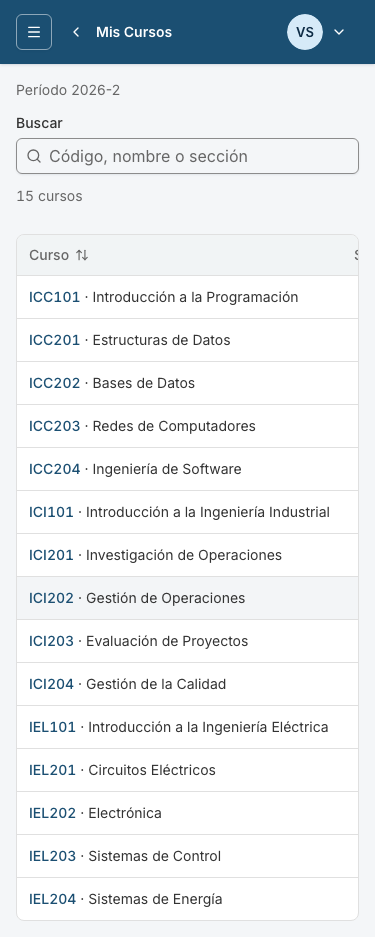 Mis Cursos
VS
Período 2026-2
Buscar
Código, nombre o sección
15 cursos
Curso
ICC101 · Introducción a la Programación
ICC201 · Estructuras de Datos
ICC202 · Bases de Datos
ICC203 · Redes de Computadores
ICC204 · Ingeniería de Software
ICI101 · Introducción a la Ingeniería Industrial
ICI201 · Investigación de Operaciones
ICI202 · Gestión de Operaciones
ICI203 · Evaluación de Proyectos
ICI204 · Gestión de la Calidad
IEL101 · Introducción a la Ingeniería Eléctrica
IEL201 · Circuitos Eléctricos
IEL202 · Electrónica
IEL203 · Sistemas de Control
IEL204 · Sistemas de Energía